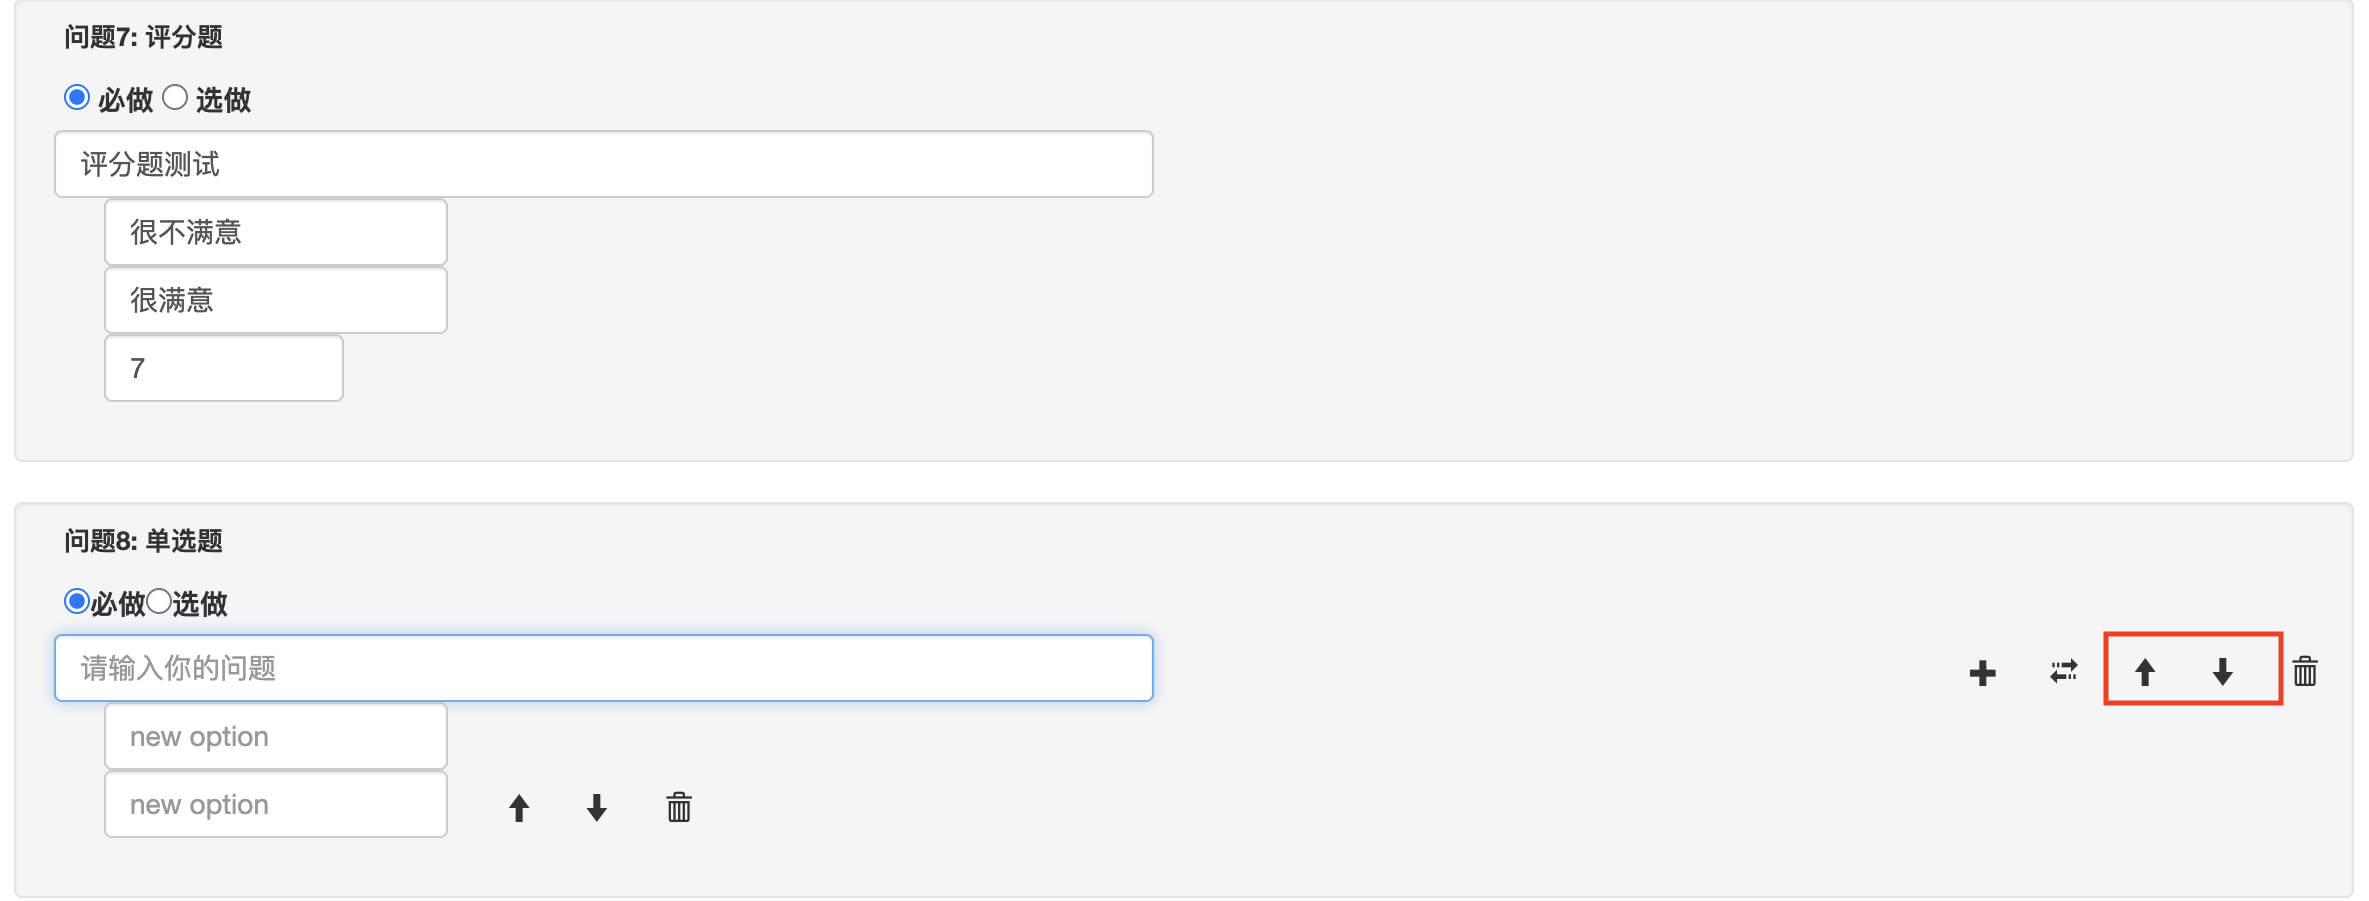 问题7: 评分题
必做 选做
评分题测试
很不满意
很满意
7
问题8: 单选题
必做 选做
请输入你的问题
new option
new option